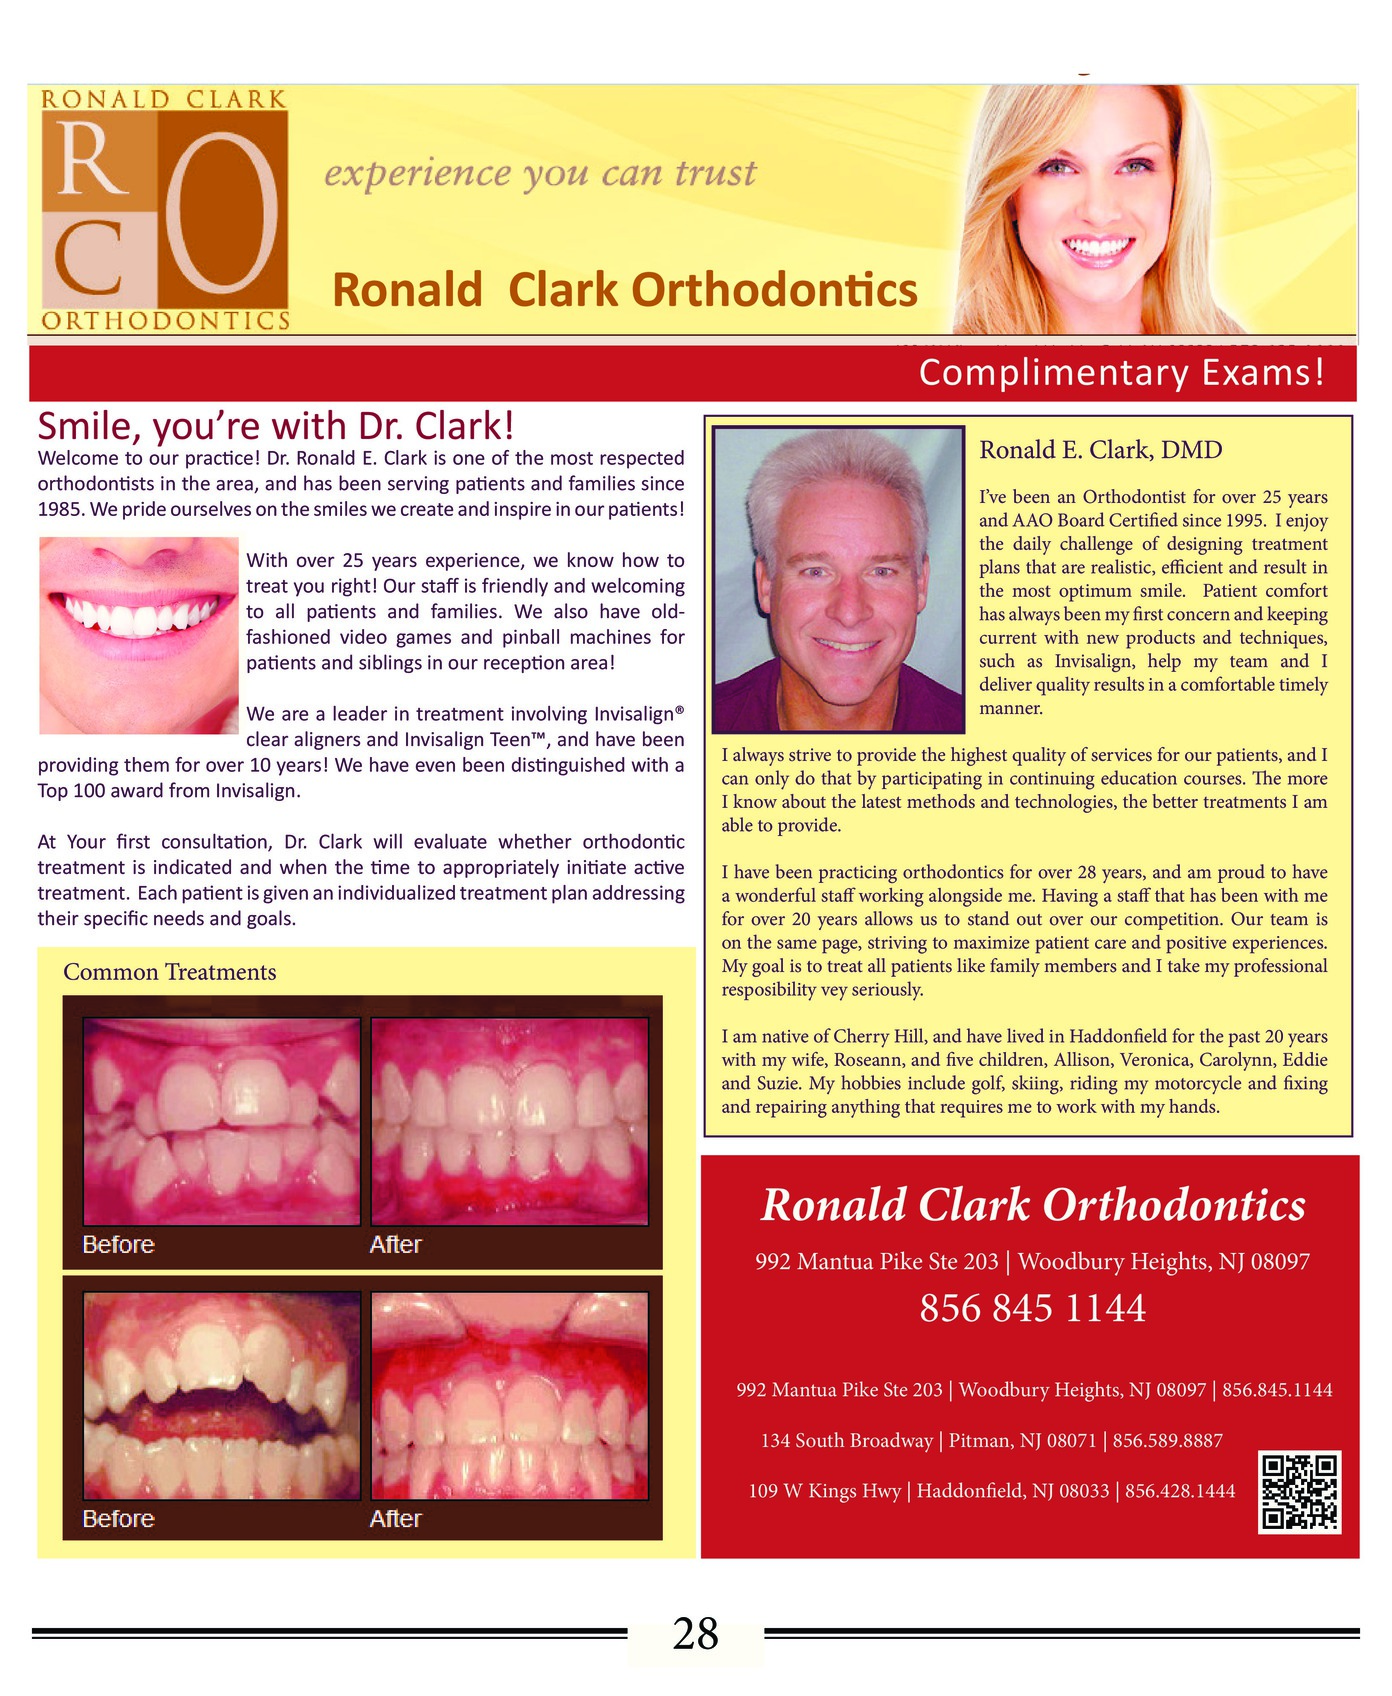 RONALD CLARK
R
O
C
ORTHODONTICS
experience you can trust
Ronald Clark Orthodontics
Complimentary Exams!
Smile, you're with Dr. Clark!
Welcome to our practice! Dr. Ronald E. Clark is one of the most respected
orthodontists in the area, and has been serving patients and families since
1985. We pride ourselves on the smiles we create and inspire in our patients!
With over 25 years experience, we know how to
treat you right! Our staff is friendly and welcoming
to all patients and families. We also have old-
fashioned video games and pinball machines for
patients and siblings in our reception area!
We are a leader in treatment involving Invisalign®
clear aligners and Invisalign Teen™, and have been
providing them for over 10 years! We have even been distinguished with a
Top 100 award from Invisalign.
At Your first consultation, Dr. Clark will evaluate whether orthodontic
treatment is indicated and when the time to appropriately initiate active
treatment. Each patient is given an individualized treatment plan addressing
their specific needs and goals.
Common Treatments
Before
After
Before
After
Ronald E. Clark, DMD
I've been an Orthodontist for over 25 years
and AAO Board Certified since 1995. I enjoy
the daily challenge of designing treatment
plans that are realistic, efficient and result in
the most optimum smile. Patient comfort
has always been my first concern and keeping
current with new products and techniques,
such as Invisalign, help my team and I
deliver quality results in a comfortable timely
manner.
I always strive to provide the highest quality of services for our patients, and I
can only do that by participating in continuing education courses. The more
I know about the latest methods and technologies, the better treatments I am
able to provide.
I have been practicing orthodontics for over 28 years, and am proud to have
a wonderful staff working alongside me. Having a staff that has been with me
for over 20 years allows us to stand out over our competition. Our team is
on the same page, striving to maximize patient care and positive experiences.
My goal is to treat all patients like family members and I take my professional
resposibility vey seriously.
I am native of Cherry Hill, and have lived in Haddonfield for the past 20 years
with my wife, Roseann, and five children, Allison, Veronica, Carolynn, Eddie
and Suzie. My hobbies include golf, skiing, riding my motorcycle and fixing
and repairing anything that requires me to work with my hands.
Ronald Clark Orthodontics
992 Mantua Pike Ste 203 | Woodbury Heights, NJ 08097
856 845 1144
992 Mantua Pike Ste 203 | Woodbury Heights, NJ 08097 | 856.845.1144
134 South Broadway | Pitman, NJ 08071 | 856.589.8887
109 W Kings Hwy | Haddonfield, NJ 08033 | 856.428.1444
28